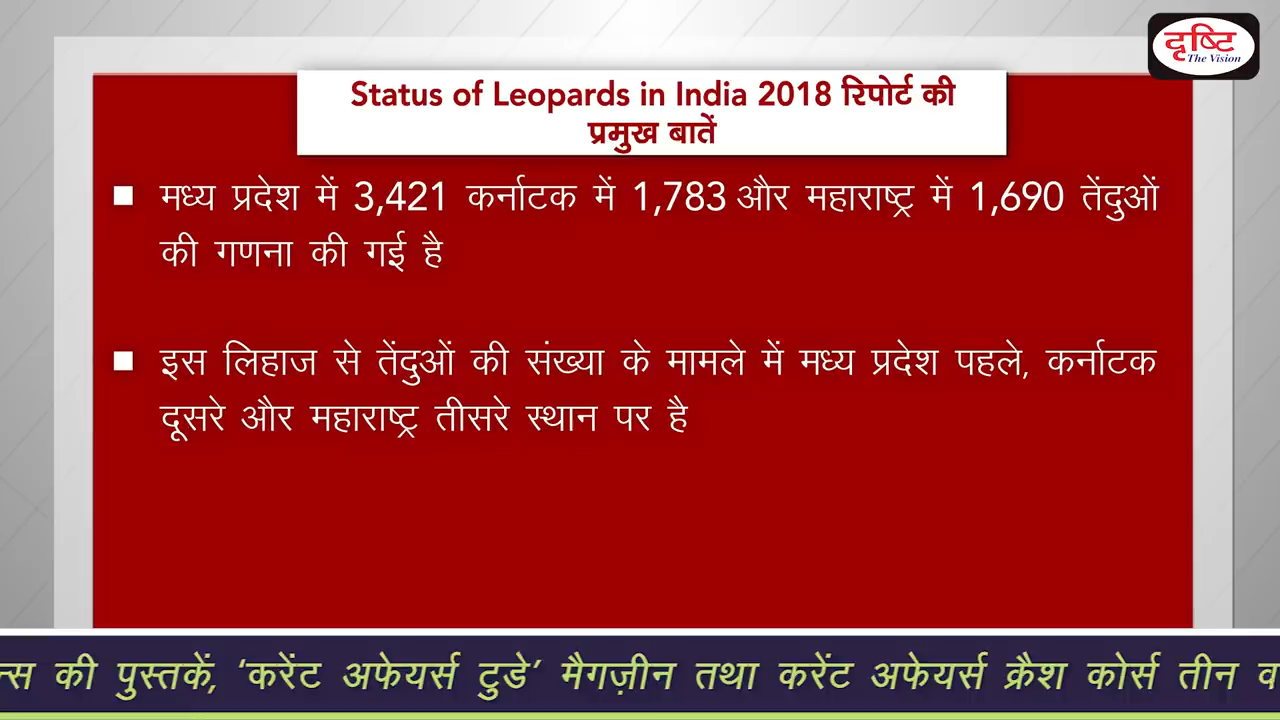 दृष्टि
The Vision
Status of Leopards in India 2018 रिपोर्ट की
प्रमुख बातें
■ मध्य प्रदेश में 3,421 कर्नाटक में 1,783 और महाराष्ट्र में 1,690 तेंदुओं
की गणना की गई है
■ इस लिहाज से तेंदुओं की संख्या के मामले में मध्य प्रदेश पहले, कर्नाटक
दूसरे और महाराष्ट्र तीसरे स्थान पर है
की पुस्तकें, 'करेंट अफेयर्स टुडे' मैगज़ीन तथा करेंट अफेयर्स क्रैश कोर्स तीन